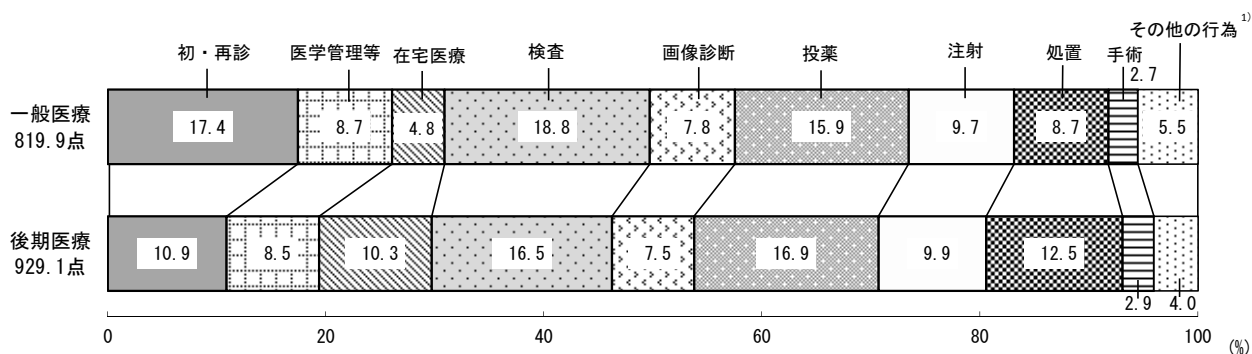 初・再診 医学管理等 在宅医療 検査 画像診断 投薬 注射 処置 手術 その他の行為 1)
一般医療
819.9点
17.4 8.7 4.8 18.8 7.8 15.9 9.7 8.7 2.7 5.5
後期医療
929.1点
10.9 8.5 10.3 16.5 7.5 16.9 9.9 12.5 2.9 4.0
0 20 40 60 80 100 (%)